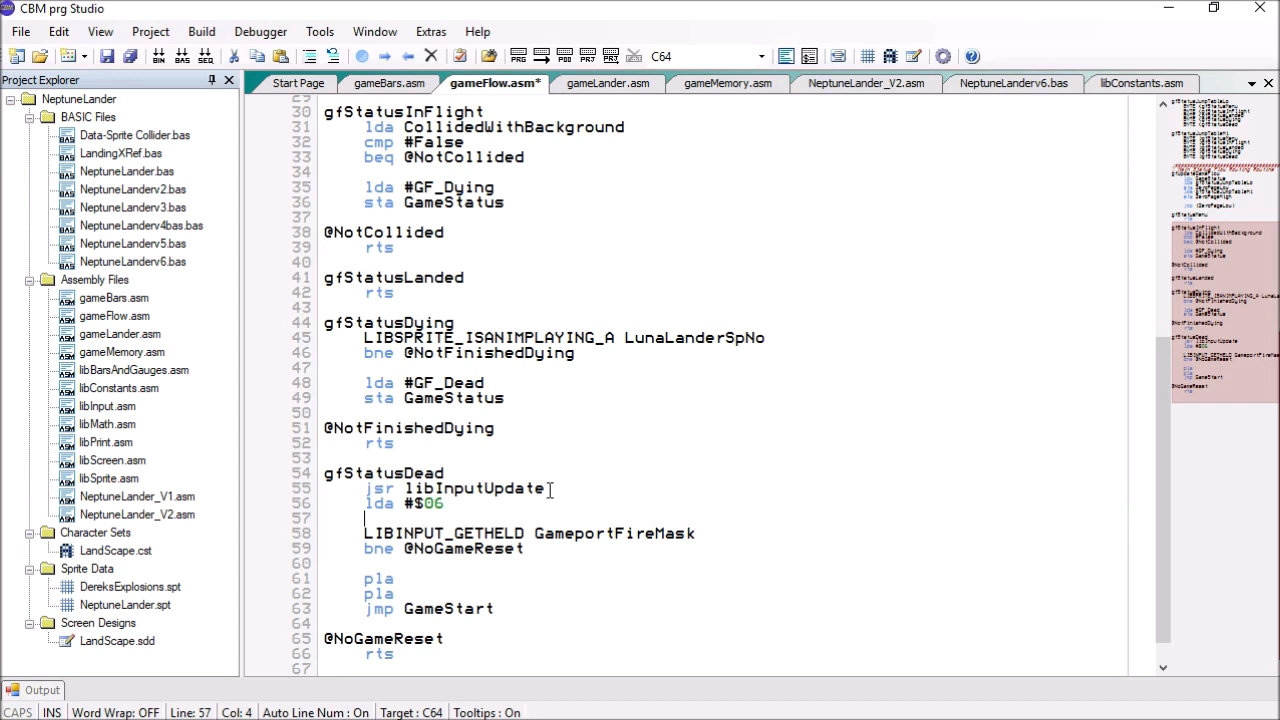 CBM prg Studio
File Edit View Project Build Debugger Tools Window Extras Help
C64
Project Explorer
Start Page gameBars.asm gameFlow.asm* gameLander.asm gameMemory.asm NeptuneLander_V2.asm NeptuneLanderv6.bas libConstants.asm
NeptuneLander
BASIC Files
Data-Sprite Collider.bas
LandingXRef.bas
NeptuneLander.bas
NeptuneLanderv2.bas
NeptuneLanderv3.bas
NeptuneLanderv4bas.bas
NeptuneLanderv5.bas
NeptuneLanderv6.bas
Assembly Files
gameBars.asm
gameFlow.asm
gameLander.asm
gameMemory.asm
libBarsAndGauges.asm
libConstants.asm
libInput.asm
libMath.asm
libPrint.asm
libScreen.asm
libSprite.asm
NeptuneLander_V1.asm
NeptuneLander_V2.asm
Character Sets
LandScape.cst
Sprite Data
DereksExplosions.spt
NeptuneLander.spt
Screen Designs
LandScape.sdd
29
30 gfStatusInFlight
31 lda CollidedWithBackground
32 cmp #False
33 beq @NotCollided
34
35 lda #GF_Dying
36 sta GameStatus
37
38 @NotCollided
39 rts
40
41 gfStatusLanded
42 rts
43
44 gfStatusDying
45 LIBSPRITE_ISANIMPLAYING_A LunaLanderSpNo
46 bne @NotFinishedDying
47
48 lda #GF_Dead
49 sta GameStatus
50
51 @NotFinishedDying
52 rts
53
54 gfStatusDead
55 jsr libInputUpdate
56 lda #$06
57
58 LIBINPUT_GETHELD GameportFireMask
59 bne @NoGameReset
60
61 pla
62 pla
63 jmp GameStart
64
65 @NoGameReset
66 rts
67
Output
CAPS INS Word Wrap: OFF Line: 57 Col: 4 Auto Line Num : On Target : C64 Tooltips : On